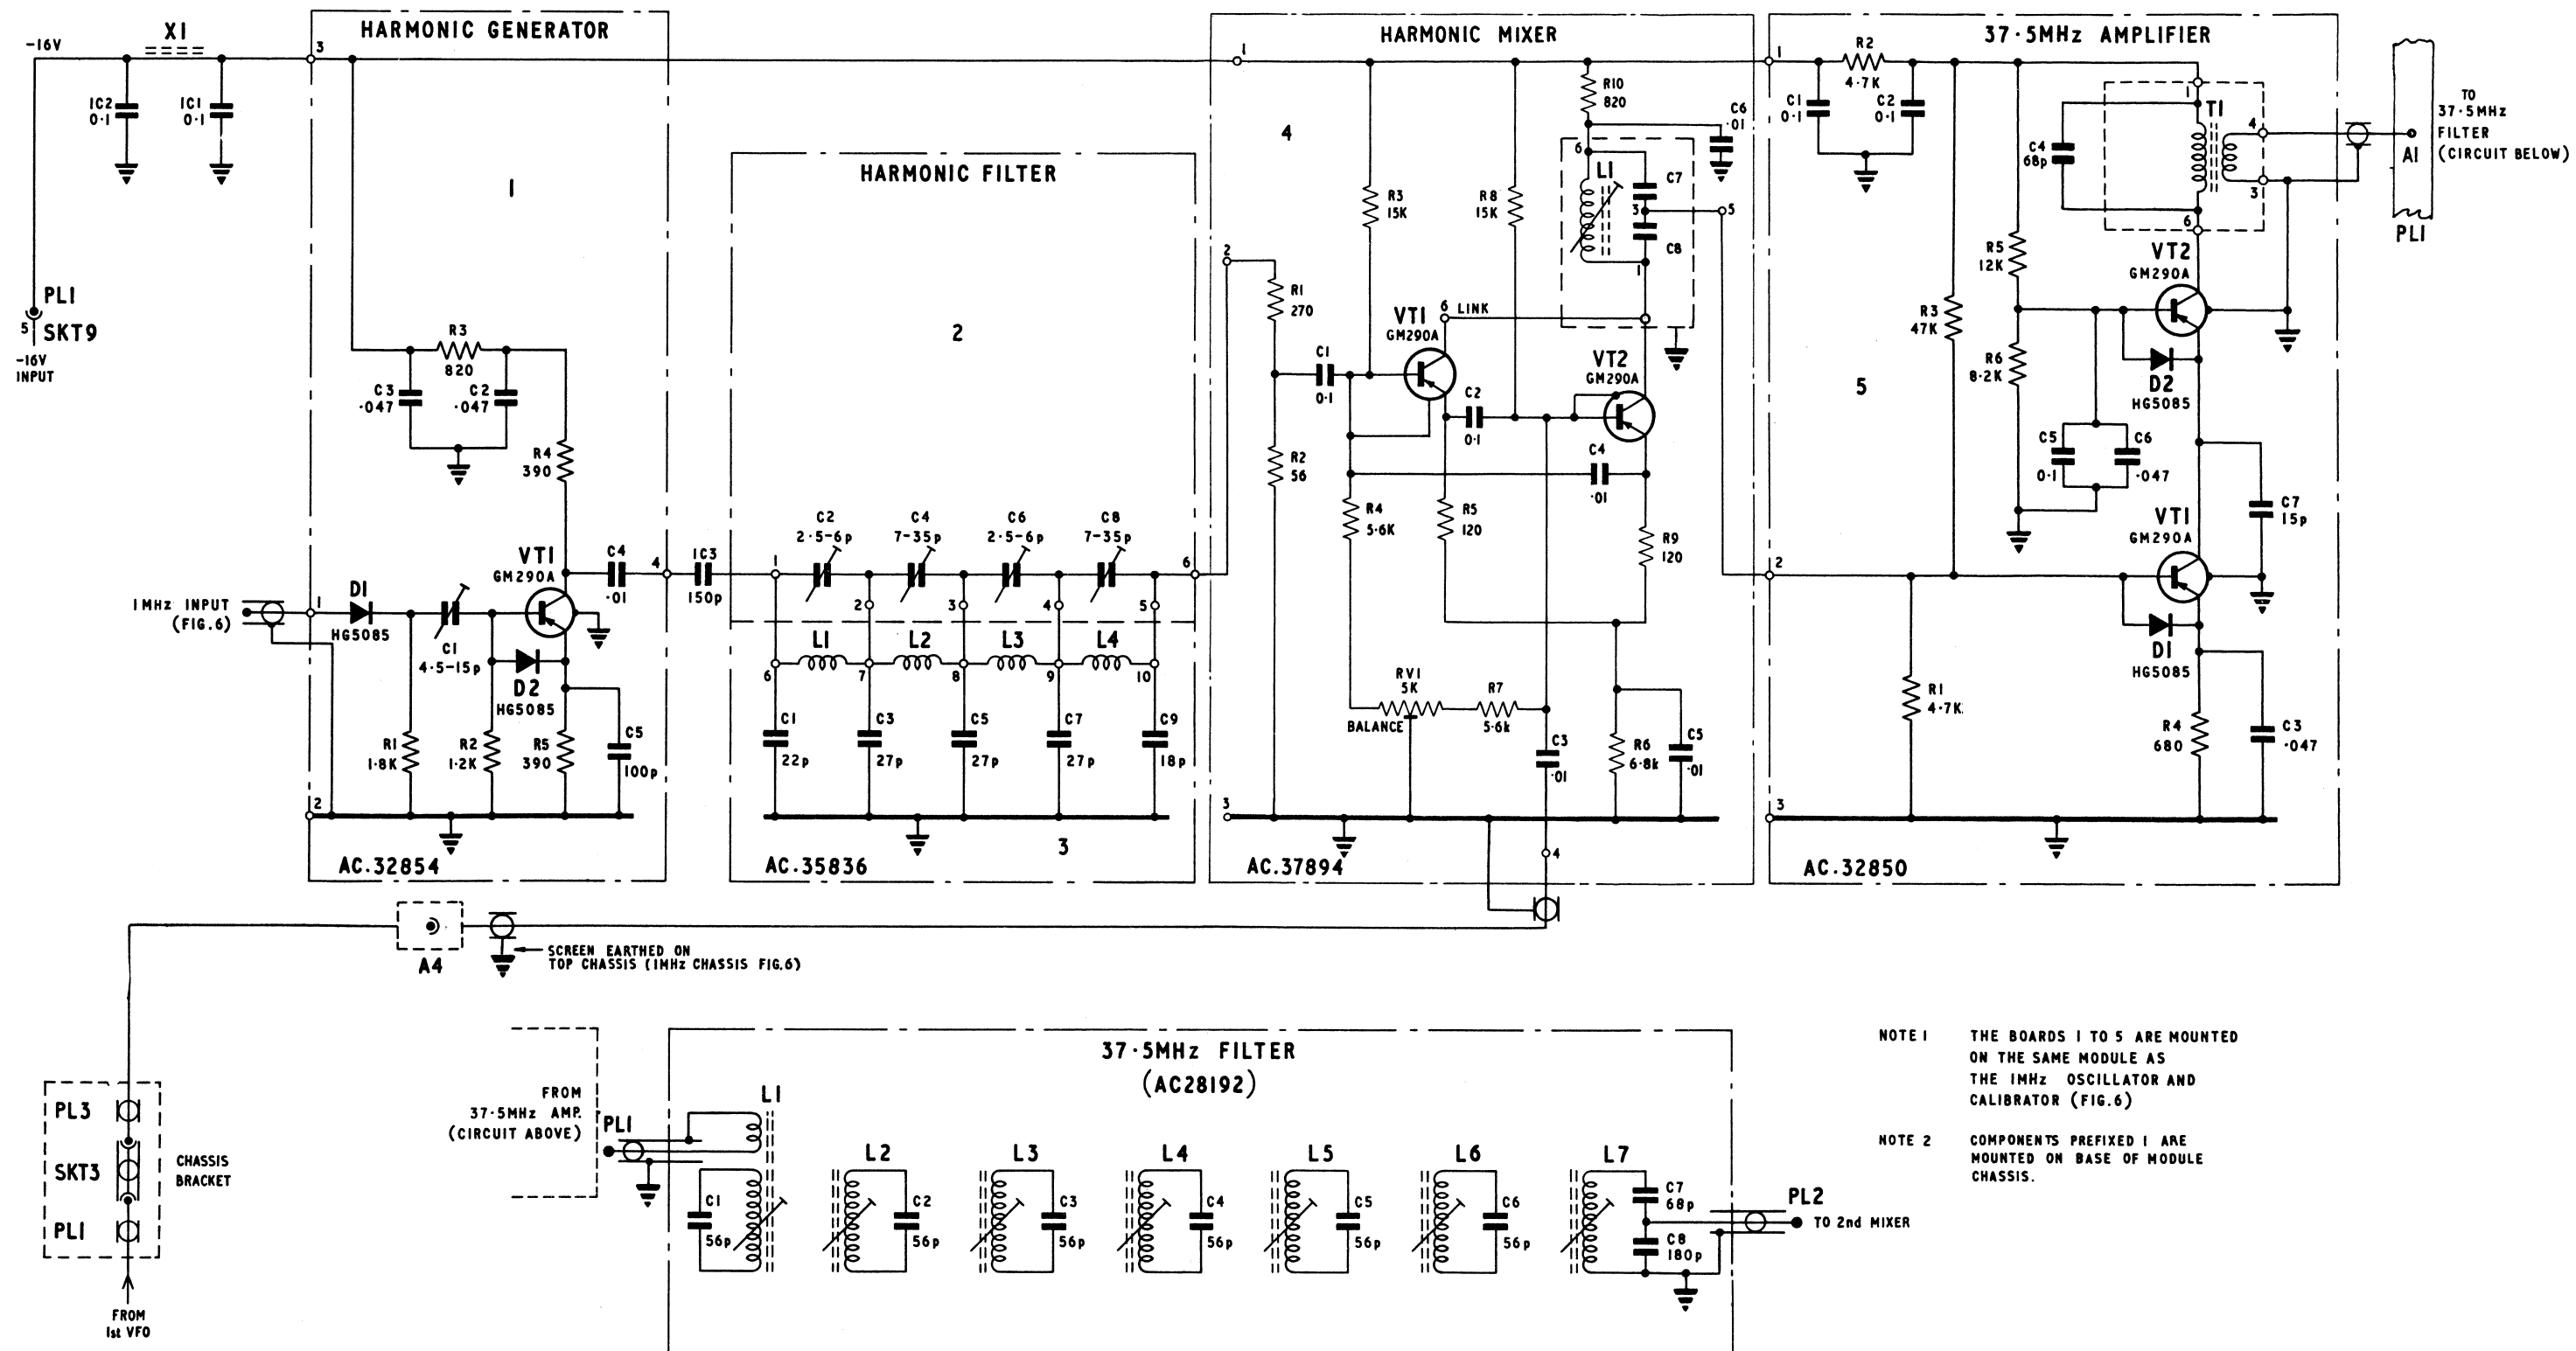 HARMONIC GENERATOR
-16V
X1
3
1C2
0·1
1C1
0·1
1
PL1
5
SKT9
-16V
INPUT
R3
820
C3
·047
C2
·047
R4
390
VT1
GM290A
C4
·01
4
1MHz INPUT
(FIG.6)
1
D1
HG5085
C1
4·5-15p
D2
HG5085
R1
1·8K
R2
1·2K
R5
390
C5
100p
2
AC.32854
1C3
150p
HARMONIC FILTER
2
C2
2·5-6p
C4
7-35p
C6
2·5-6p
C8
7-35p
1
2
3
4
5
6
L1
L2
L3
L4
6
7
8
9
10
C1
22p
C3
27p
C5
27p
C7
27p
C9
18p
3
AC.35836
HARMONIC MIXER
1
4
R10
820
C6
·01
6
L1
C7
3
5
C8
1
R3
15K
R8
15K
2
R1
270
6 LINK
VT1
GM290A
C1
0·1
VT2
GM290A
C2
0·1
R2
56
C4
·01
R4
5·6K
R5
120
R9
120
RV1
5K
BALANCE
R7
5·6k
C3
·01
R6
6·8k
C5
·01
3
4
AC.37894
37·5MHz AMPLIFIER
1
R2
4·7K
C1
0·1
C2
0·1
1
T1
C4
68p
4
3
6
TO
37·5MHz
FILTER
(CIRCUIT BELOW)
A1
PL1
R5
12K
VT2
GM290A
R3
47K
R6
8·2K
D2
HG5085
5
C5
0·1
C6
·047
C7
15p
VT1
GM290A
2
D1
HG5085
R1
4·7K
R4
680
C3
·047
3
AC.32850
A4
SCREEN EARTHED ON
TOP CHASSIS (1MHz CHASSIS FIG.6)
PL3
SKT3
PL1
CHASSIS
BRACKET
FROM
1st VFO
37·5MHz FILTER
(AC28192)
FROM
37·5MHz AMP.
(CIRCUIT ABOVE)
PL1
L1
L2
L3
L4
L5
L6
L7
C1
56p
C2
56p
C3
56p
C4
56p
C5
56p
C6
56p
C7
68p
C8
180p
PL2
TO 2nd MIXER
NOTE 1 THE BOARDS 1 TO 5 ARE MOUNTED
ON THE SAME MODULE AS
THE 1MHz OSCILLATOR AND
CALIBRATOR (FIG.6)
NOTE 2 COMPONENTS PREFIXED 1 ARE
MOUNTED ON BASE OF MODULE
CHASSIS.